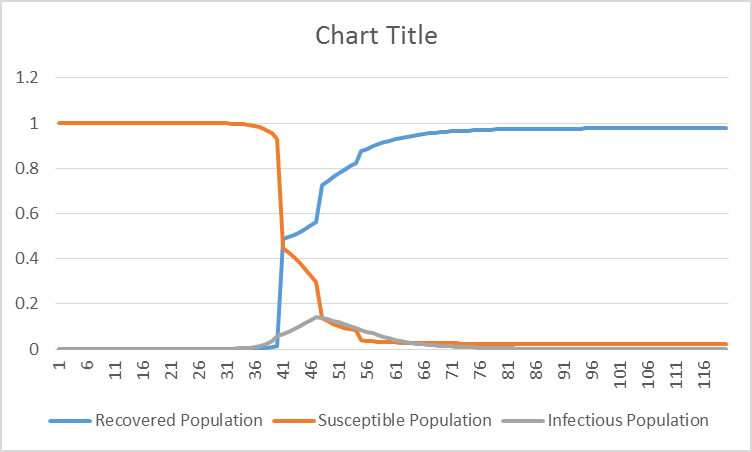 Chart Title
1.2
1
0.8
0.6
0.4
0.2
0
1 6 11 16 21 26 31 36 41 46 51 56 61 66 71 76 81 86 91 96 101 106 111 116
Recovered Population Susceptible Population Infectious Population